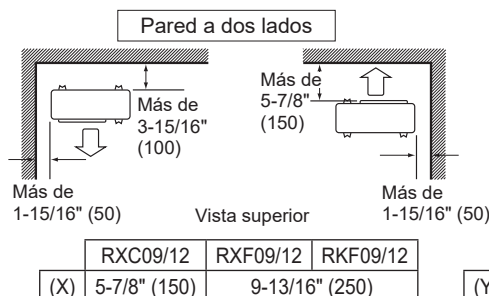 Pared a dos lados
Más de
3-15/16"
(100)
Más de
1-15/16" (50)
Más de
5-7/8"
(150)
Más de
1-15/16" (50)
Vista superior
RXC09/12 RXF09/12 RKF09/12
(X) 5-7/8" (150) 9-13/16" (250)
(Y